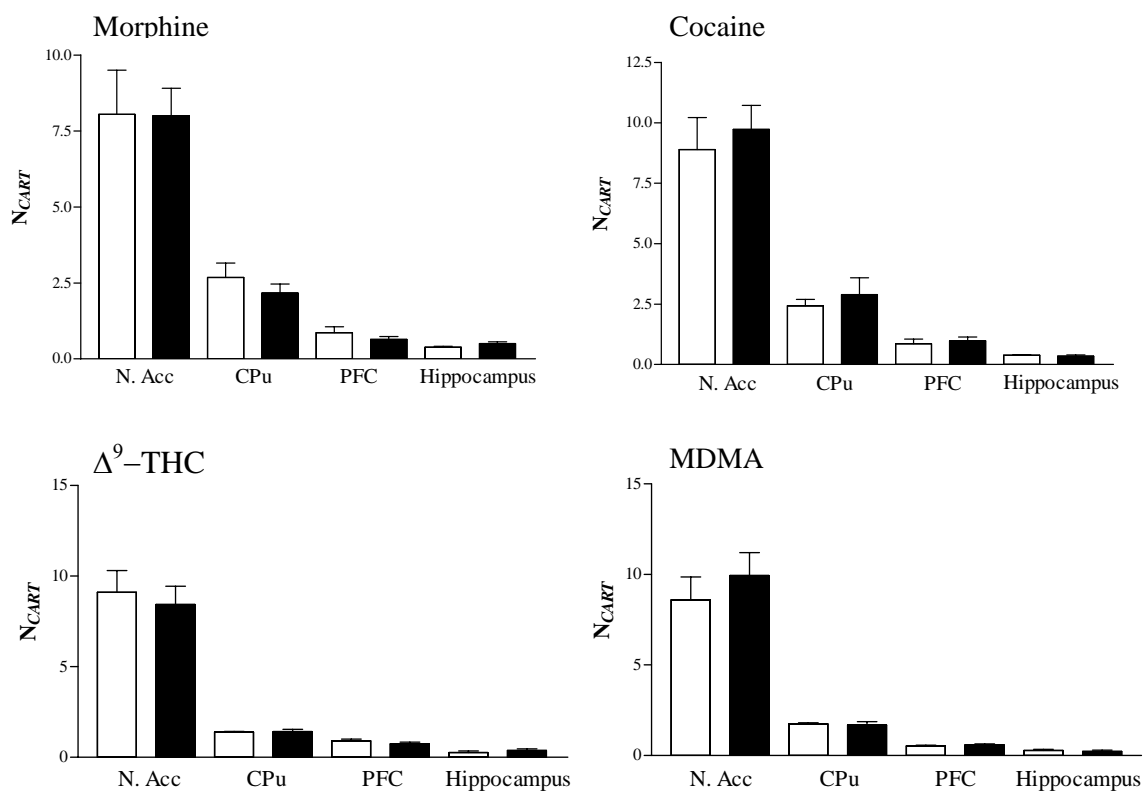 Morphine
10.0
7.5
5.0
2.5
0.0
NCART
N. Acc CPu PFC Hippocampus
Cocaine
12.5
10.0
7.5
5.0
2.5
0.0
NCART
N. Acc CPu PFC Hippocampus
Δ⁹–THC
15
10
5
0
NCART
N. Acc CPu PFC Hippocampus
MDMA
15
10
5
0
NCART
N. Acc CPu PFC Hippocampus